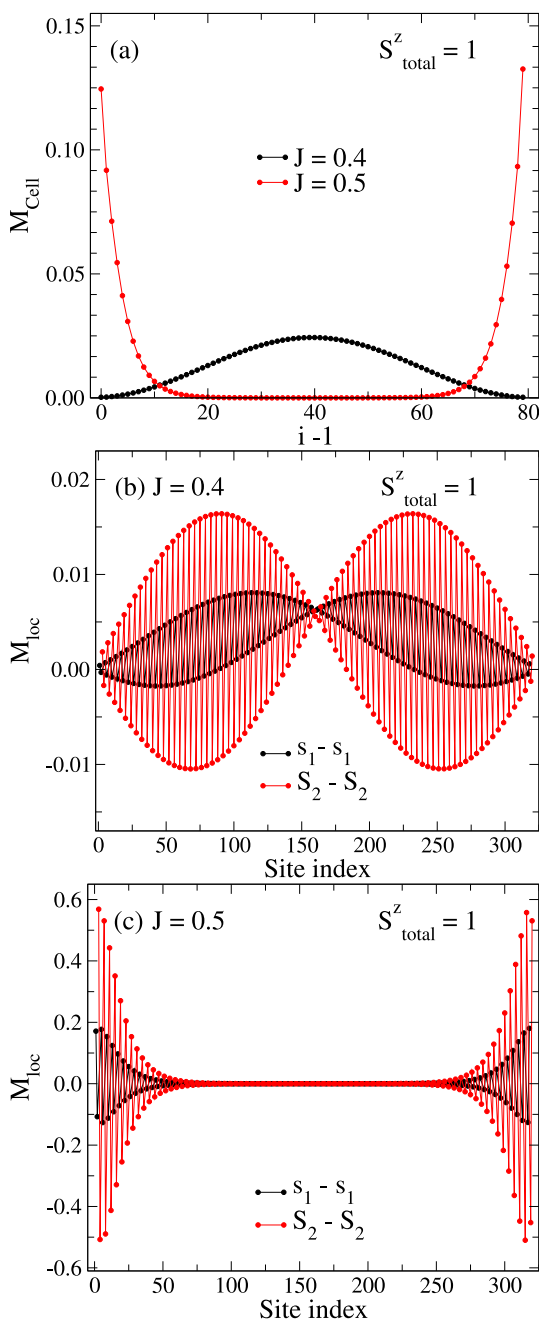 0.15
(a)
S^z_total = 1
0.10
J = 0.4
J = 0.5
M_Cell
0.05
0.00
0 20 40 60 80
i -1
0.02
(b) J = 0.4 S^z_total = 1
0.01
M_loc
0.00
s_1 - s_1
-0.01
S_2 - S_2
0 50 100 150 200 250 300
Site index
0.6
(c) J = 0.5 S^z_total = 1
0.4
0.2
M_loc
0.0
-0.2
s_1 - s_1
-0.4
S_2 - S_2
-0.6
0 50 100 150 200 250 300
Site index